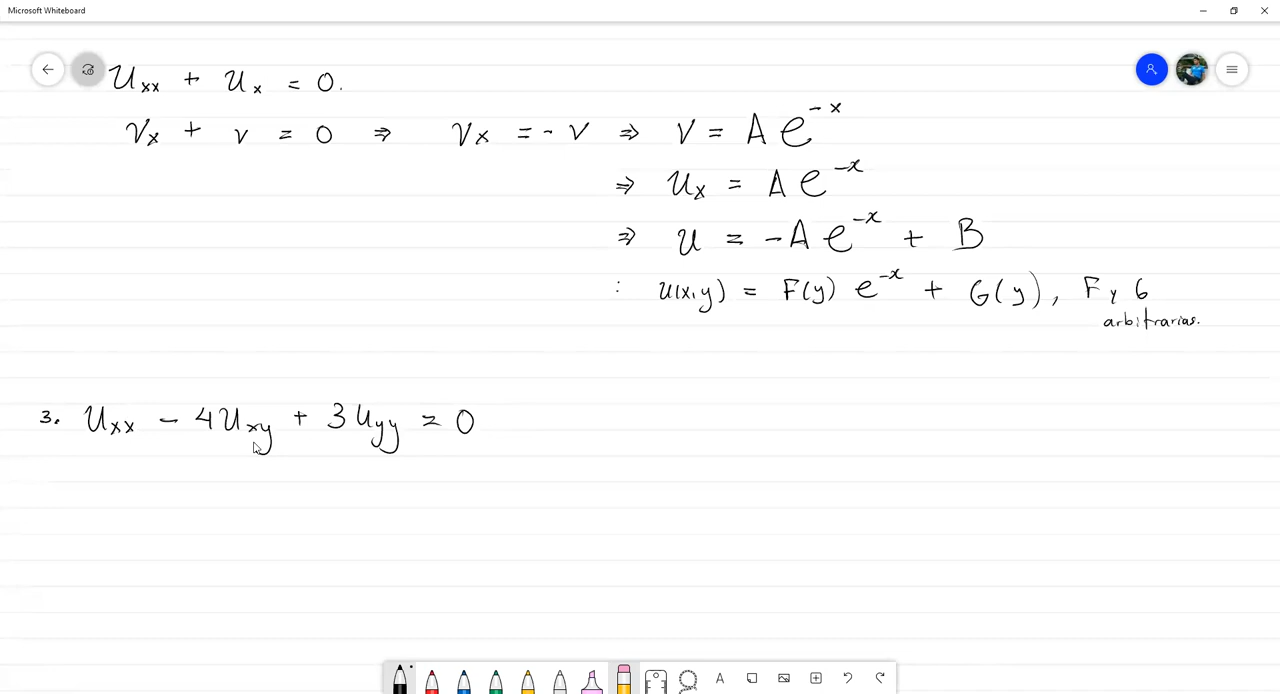 Microsoft Whiteboard
Uxx + Ux = 0.
Vx + v = 0 ⇒ Vx = - V ⇒ V = A e^{-x}
⇒ Ux = A e^{-x}
⇒ u = -A e^{-x} + B
: u(x,y) = F(y) e^{-x} + G(y), F y G
arbitrarias.
3. Uxx - 4Uxy + 3Uyy = 0
A